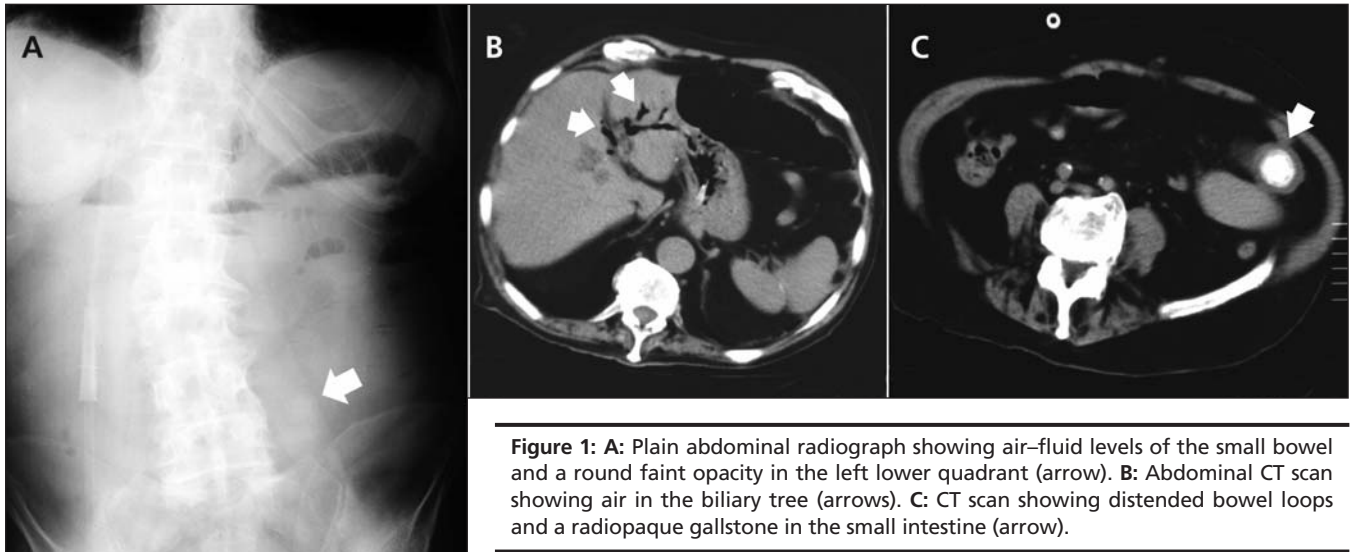 A
B
C
Figure 1: A: Plain abdominal radiograph showing air–fluid levels of the small bowel
and a round faint opacity in the left lower quadrant (arrow). B: Abdominal CT scan
showing air in the biliary tree (arrows). C: CT scan showing distended bowel loops
and a radiopaque gallstone in the small intestine (arrow).